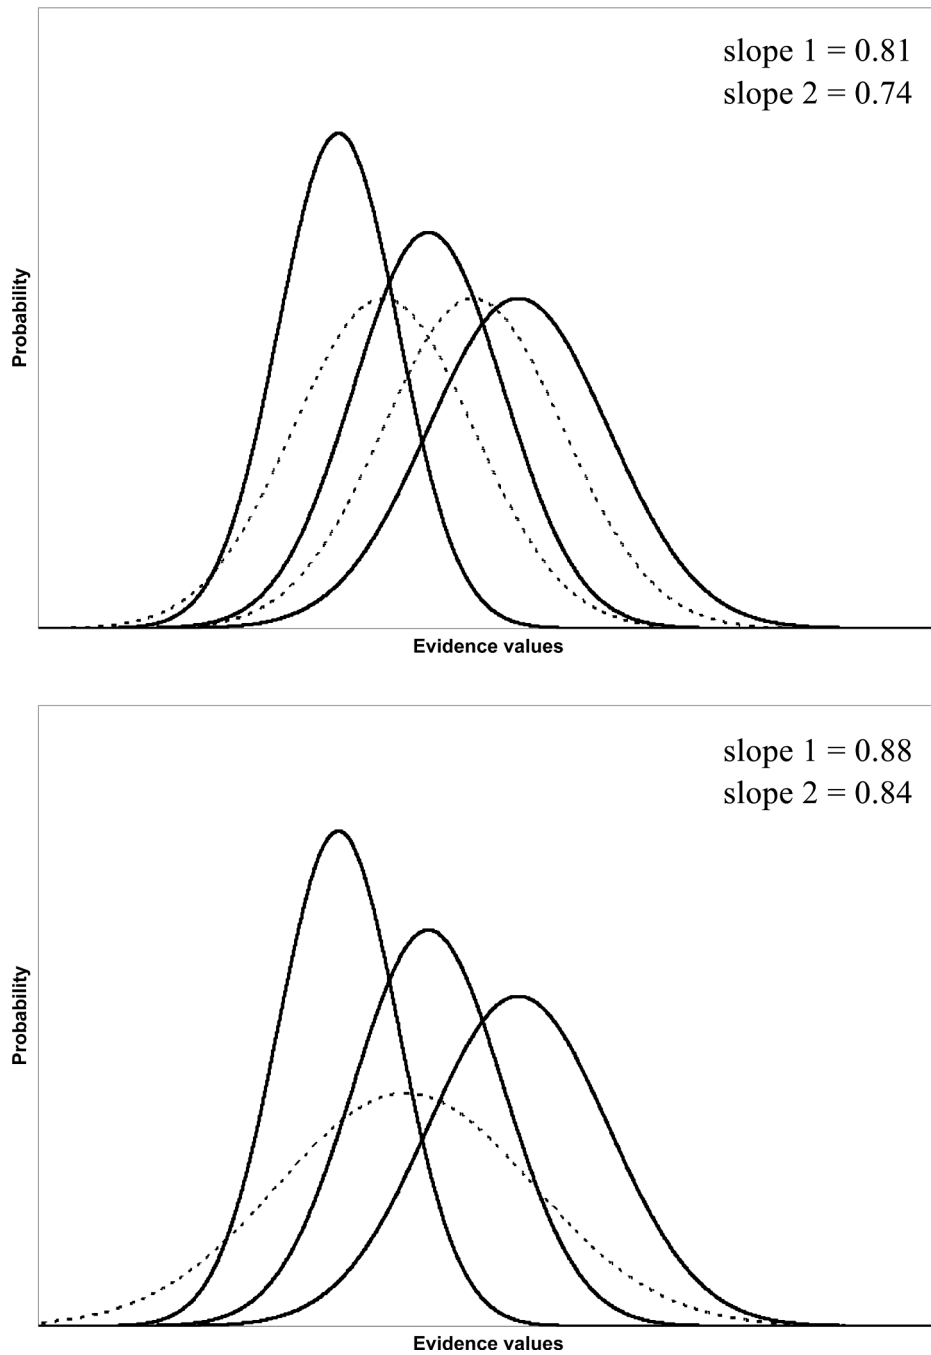 slope 1 = 0.81
slope 2 = 0.74
Probability
Evidence values
slope 1 = 0.88
slope 2 = 0.84
Probability
Evidence values